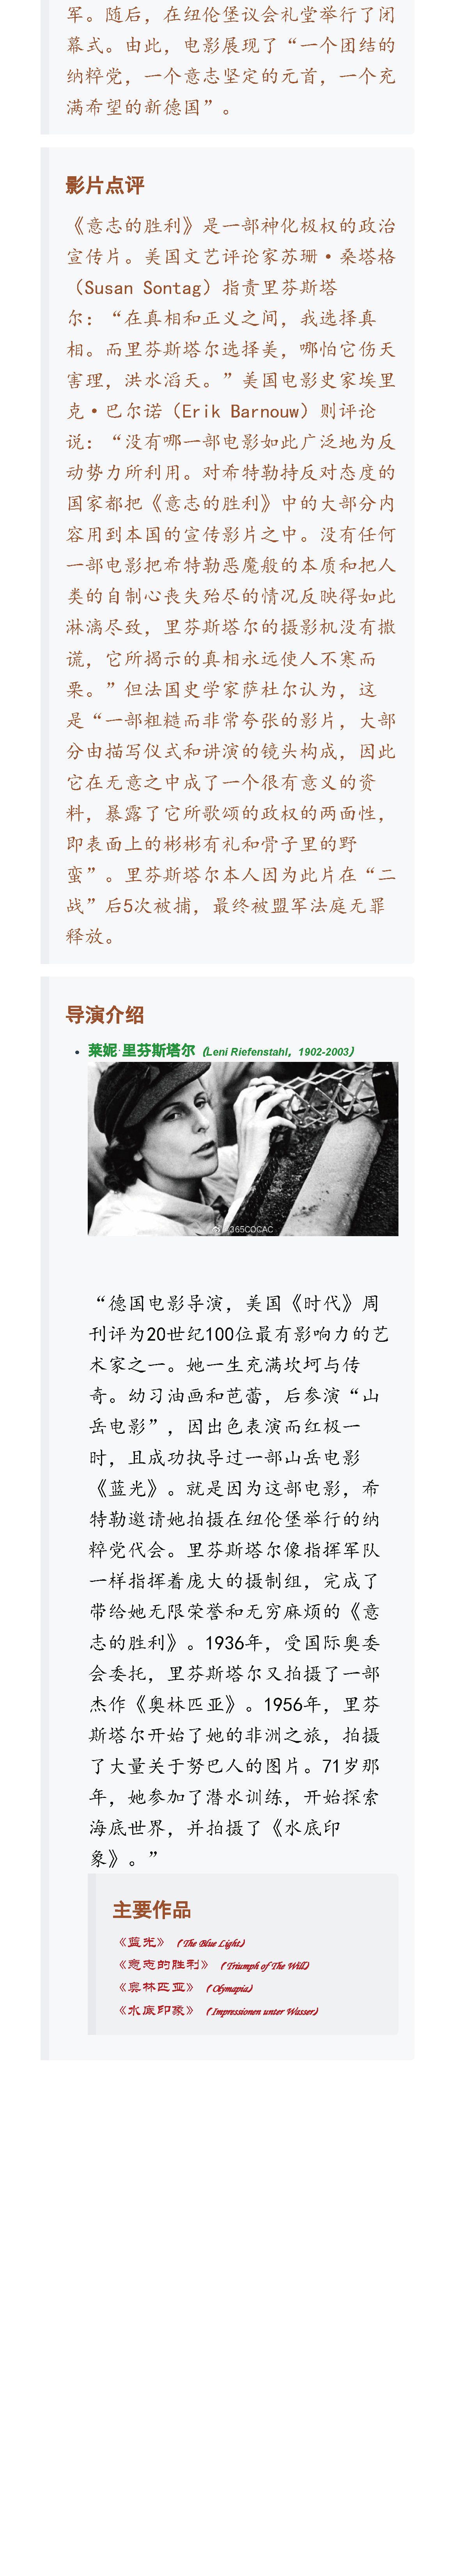 军。随后，在纽伦堡议会礼堂举行了闭
幕式。由此，电影展现了“一个团结的
纳粹党，一个意志坚定的元首，一个充
满希望的新德国”。
影片点评
《意志的胜利》是一部神化极权的政治
宣传片。美国文艺评论家苏珊·桑塔格
（Susan Sontag）指责里芬斯塔
尔：“在真相和正义之间，我选择真
相。而里芬斯塔尔选择美，哪怕它伤天
害理，洪水滔天。”美国电影史家埃里
克·巴尔诺（Erik Barnouw）则评论
说：“没有哪一部电影如此广泛地为反
动势力所利用。对希特勒持反对态度的
国家都把《意志的胜利》中的大部分内
容用到本国的宣传影片之中。没有任何
一部电影把希特勒恶魔般的本质和把人
类的自制心丧失殆尽的情况反映得如此
淋漓尽致，里芬斯塔尔的摄影机没有撒
谎，它所揭示的真相永远使人不寒而
栗。”但法国史学家萨杜尔认为，这
是“一部粗糙而非常夸张的影片，大部
分由描写仪式和讲演的镜头构成，因此
它在无意之中成了一个很有意义的资
料，暴露了它所歌颂的政权的两面性，
即表面上的彬彬有礼和骨子里的野
蛮”。里芬斯塔尔本人因为此片在“二
战”后5次被捕，最终被盟军法庭无罪
释放。
导演介绍
莱妮·里芬斯塔尔（Leni Riefenstahl，1902-2003）
365COCAC
“德国电影导演，美国《时代》周
刊评为20世纪100位最有影响力的艺
术家之一。她一生充满坎坷与传
奇。幼习油画和芭蕾，后参演“山
岳电影”，因出色表演而红极一
时，且成功执导过一部山岳电影
《蓝光》。就是因为这部电影，希
特勒邀请她拍摄在纽伦堡举行的纳
粹党代会。里芬斯塔尔像指挥军队
一样指挥着庞大的摄制组，完成了
带给她无限荣誉和无穷麻烦的《意
志的胜利》。1936年，受国际奥委
会委托，里芬斯塔尔又拍摄了一部
杰作《奥林匹亚》。1956年，里芬
斯塔尔开始了她的非洲之旅，拍摄
了大量关于努巴人的图片。71岁那
年，她参加了潜水训练，开始探索
海底世界，并拍摄了《水底印
象》。”
主要作品
《蓝光》（The Blue Light）
《意志的胜利》（Triumph of The Will）
《奥林匹亚》（Olymapia）
《水底印象》（Impressionen unter Wasser）